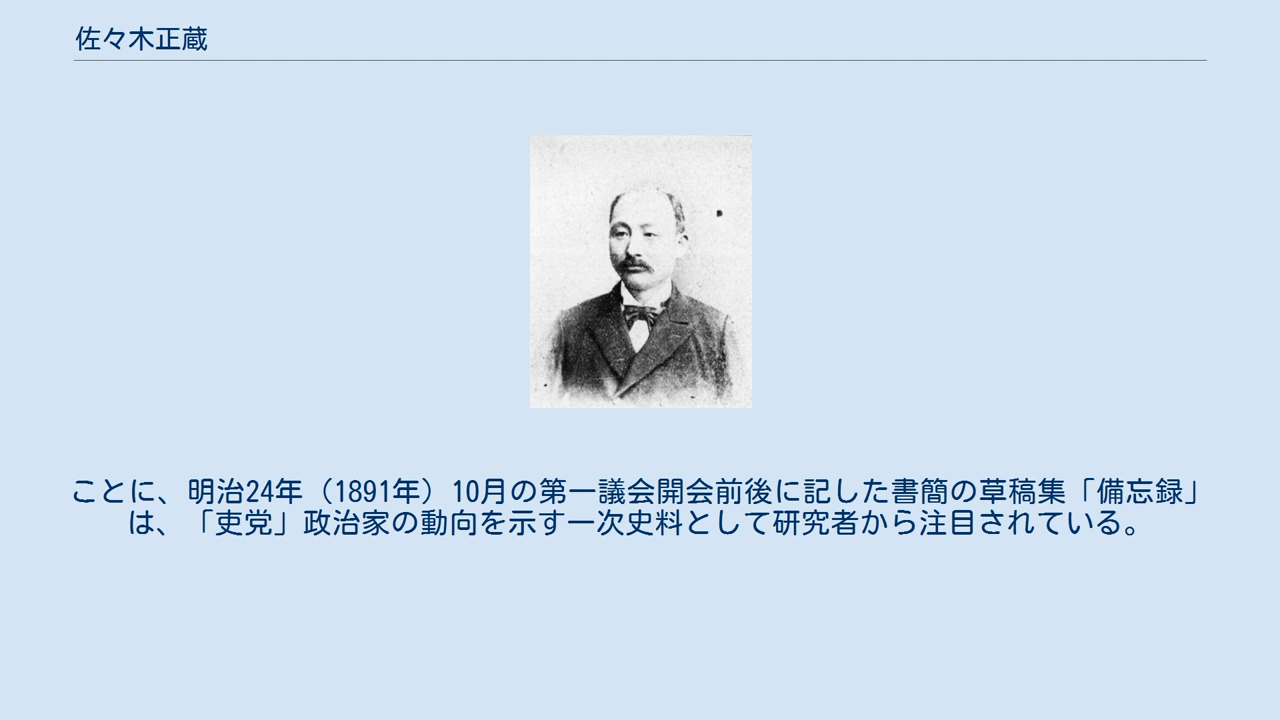 佐々木正蔵
ことに、明治24年（1891年）10月の第一議会開会前後に記した書簡の草稿集「備忘録」
は、「吏党」政治家の動向を示す一次史料として研究者から注目されている。